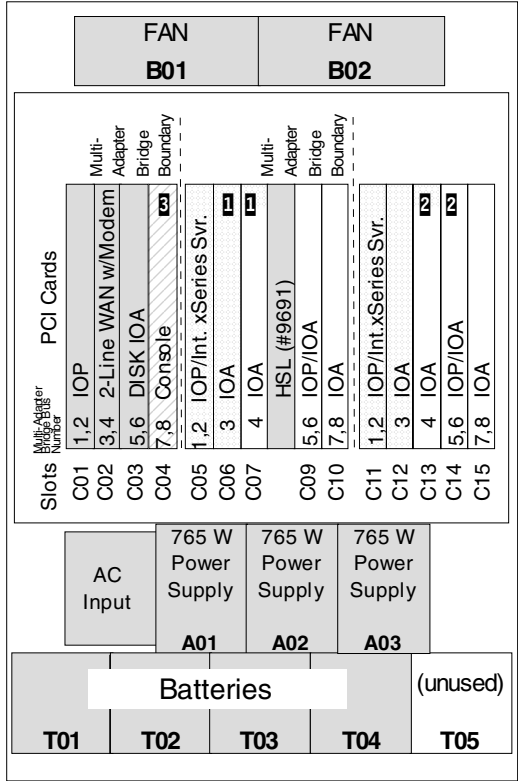 FAN
B01
FAN
B02
Multi-
Adapter
Bridge
Boundary
Multi-
Adapter
Bridge
Boundary
PCI Cards
Multi-Adapter
Bridge Bus
Number
Slots
C01 1,2 IOP
C02 3,4 2-Line WAN w/Modem
C03 5,6 DISK IOA
C04 7,8 Console 3
C05 1,2 IOP/Int. xSeries Svr.
C06 3 IOA 1
C07 4 IOA 1
HSL (#9691)
C09 5,6 IOP/IOA
C10 7,8 IOA
C11 1,2 IOP/Int.xSeries Svr.
C12 3 IOA
C13 4 IOA 2
C14 5,6 IOP/IOA 2
C15 7,8 IOA
AC
Input
765 W
Power
Supply
A01
765 W
Power
Supply
A02
765 W
Power
Supply
A03
Batteries
(unused)
T01 T02 T03 T04 T05